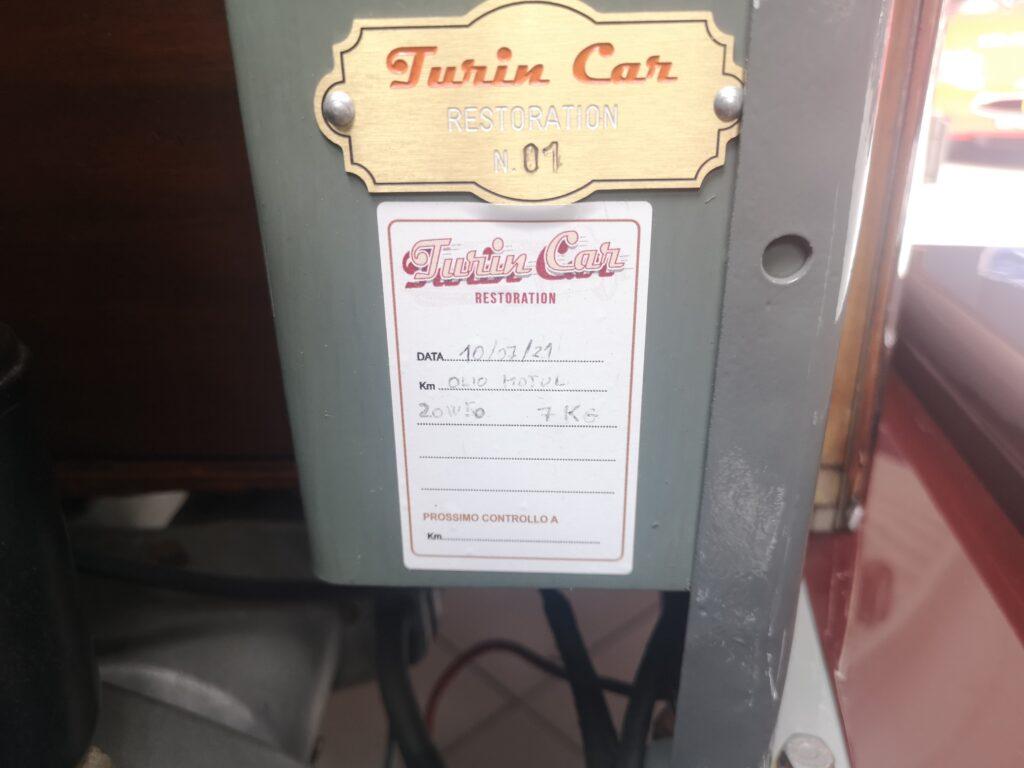 Turin Car
RESTORATION
N. 01
Turin Car
RESTORATION
DATA 10/07/21
Km OLIO MOTUL
20W50 7 KG
PROSSIMO CONTROLLO A
Km